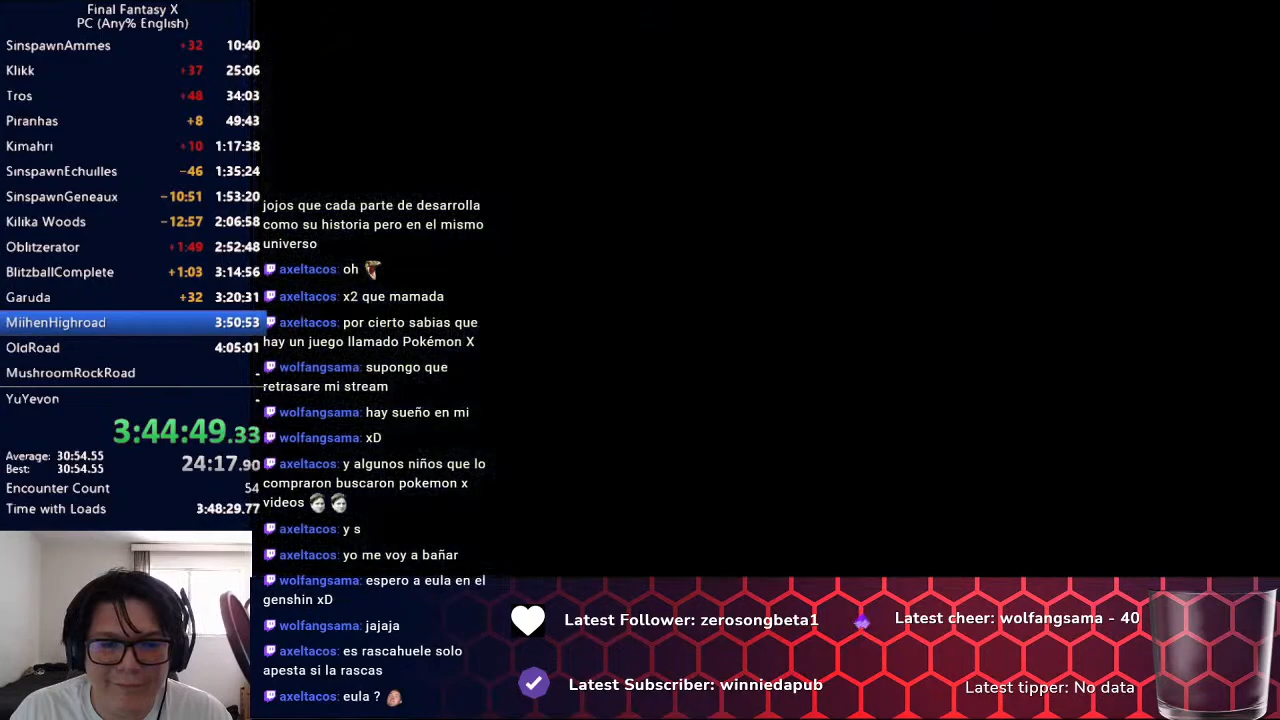 Final Fantasy X
PC (Any% English)
SinspawnAmmes +32 10:40
Klikk +37 25:06
Tros +48 34:03
Piranhas +8 49:43
Kimahri +10 1:17:38
SinspawnEchuilles −46 1:35:24
SinspawnGeneaux −10:51 1:53:20
Kilika Woods −12:57 2:06:58
Oblitzerator +1:49 2:52:48
BlitzballComplete +1:03 3:14:56
Garuda +32 3:20:31
MiihenHighroad 3:50:53
OldRoad 4:05:01
MushroomRockRoad -
YuYevon -
3:44:49.33
Average: 30:54.55
Best: 30:54.55
24:17.90
Encounter Count 54
Time with Loads 3:48:29.77
jojos que cada parte de desarrolla
como su historia pero en el mismo
universo
axeltacos: oh
axeltacos: x2 que mamada
axeltacos: por cierto sabias que
hay un juego llamado Pokémon X
wolfangsama: supongo que
retrasare mi stream
wolfangsama: hay sueño en mi
wolfangsama: xD
axeltacos: y algunos niños que lo
compraron buscaron pokemon x
videos
axeltacos: y s
axeltacos: yo me voy a bañar
wolfangsama: espero a eula en el
genshin xD
wolfangsama: jajaja
axeltacos: es rascahuele solo
apesta si la rascas
axeltacos: eula ?
Latest Follower: zerosongbeta1
Latest cheer: wolfangsama - 40
Latest Subscriber: winniedapub
Latest tipper: No data